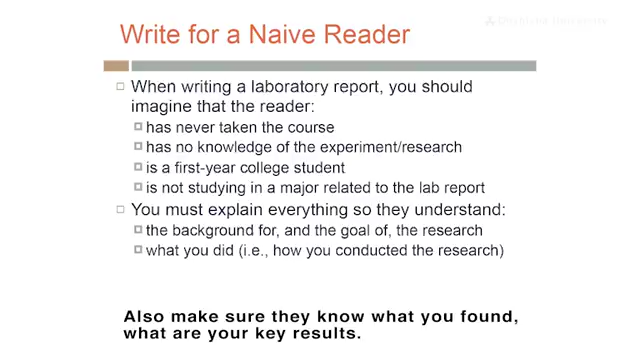 Write for a Naive Reader
When writing a laboratory report, you should
imagine that the reader:
has never taken the course
has no knowledge of the experiment/research
is a first-year college student
is not studying in a major related to the lab report
You must explain everything so they understand:
the background for, and the goal of, the research
what you did (i.e., how you conducted the research)
Also make sure they know what you found,
what are your key results.